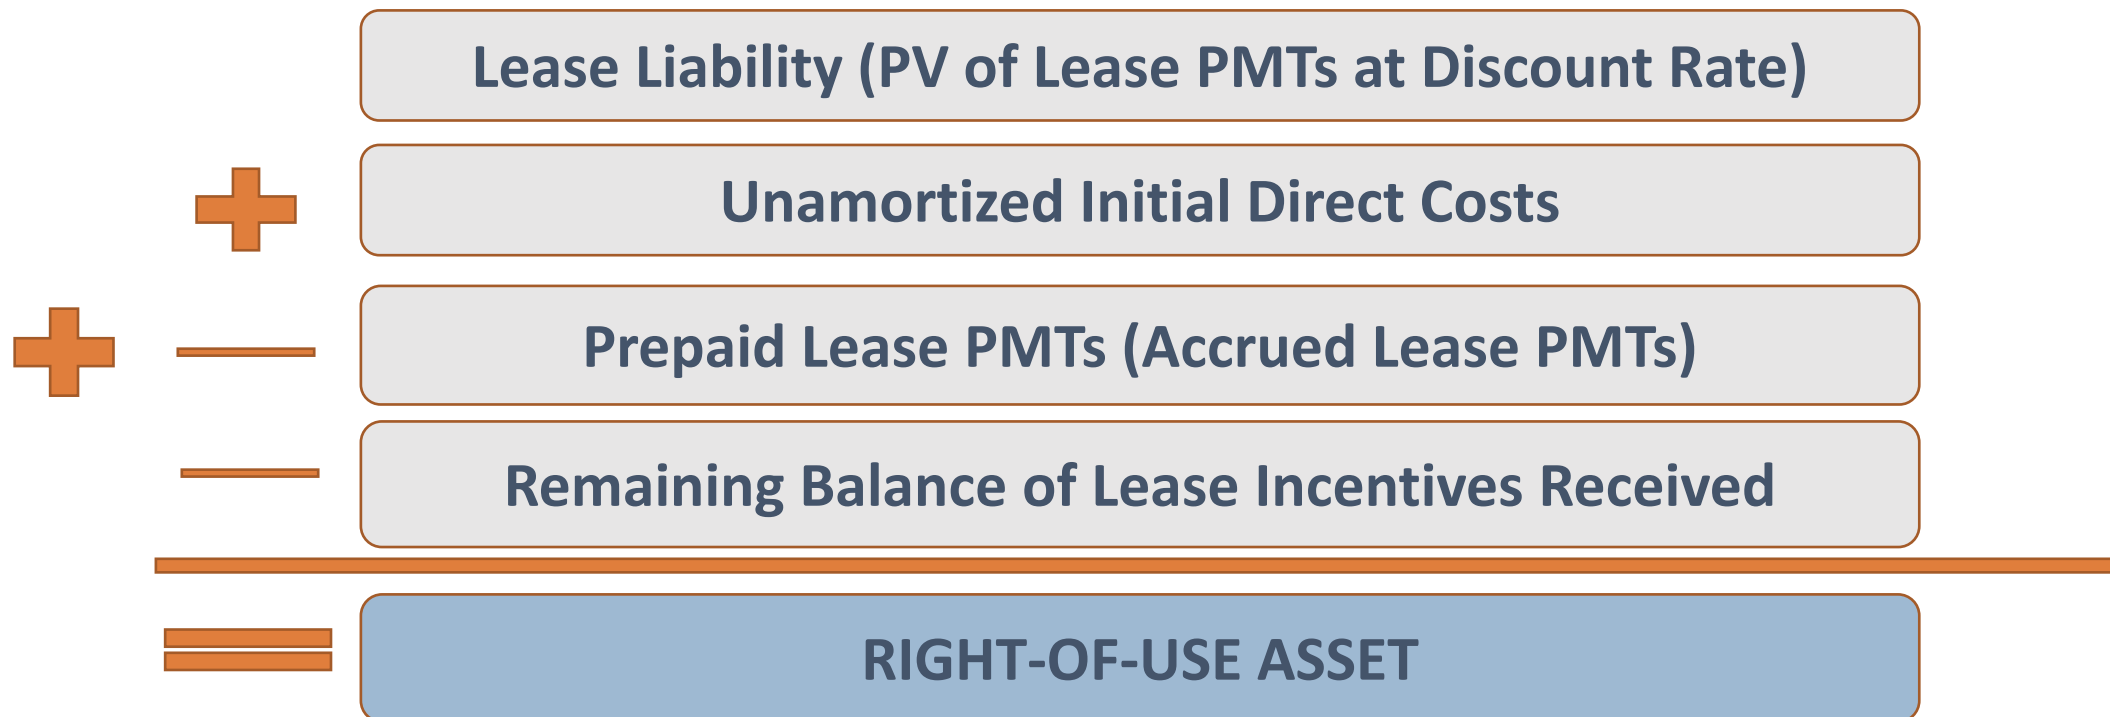 Lease Liability (PV of Lease PMTs at Discount Rate)
Unamortized Initial Direct Costs
Prepaid Lease PMTs (Accrued Lease PMTs)
Remaining Balance of Lease Incentives Received
RIGHT-OF-USE ASSET